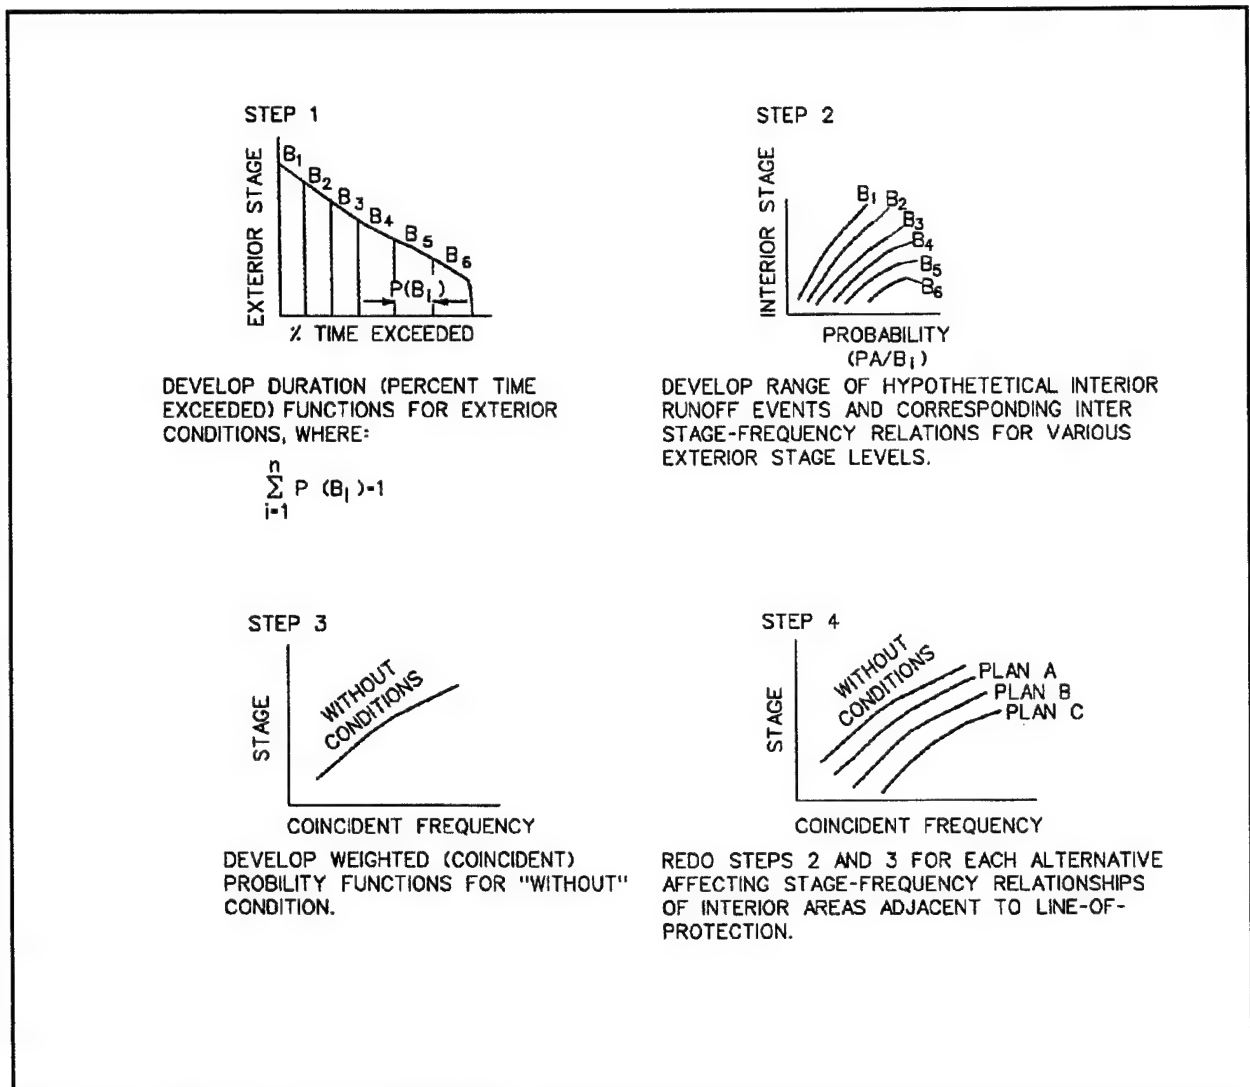 STEP 1
EXTERIOR STAGE
B1
B2
B3
B4
B5
B6
P(Bi)
% TIME EXCEEDED
DEVELOP DURATION (PERCENT TIME
EXCEEDED) FUNCTIONS FOR EXTERIOR
CONDITIONS, WHERE:
n
Σ P (Bi)=1
i=1
STEP 2
INTERIOR STAGE
B1
B2
B3
B4
B5
B6
PROBABILITY
(PA/Bi)
DEVELOP RANGE OF HYPOTHETETICAL INTERIOR
RUNOFF EVENTS AND CORRESPONDING INTER
STAGE-FREQUENCY RELATIONS FOR VARIOUS
EXTERIOR STAGE LEVELS.
STEP 3
STAGE
WITHOUT
CONDITIONS
COINCIDENT FREQUENCY
DEVELOP WEIGHTED (COINCIDENT)
PROBILITY FUNCTIONS FOR "WITHOUT"
CONDITION.
STEP 4
STAGE
WITHOUT
CONDITIONS
PLAN A
PLAN B
PLAN C
COINCIDENT FREQUENCY
REDO STEPS 2 AND 3 FOR EACH ALTERNATIVE
AFFECTING STAGE-FREQUENCY RELATIONSHIPS
OF INTERIOR AREAS ADJACENT TO LINE-OF-
PROTECTION.